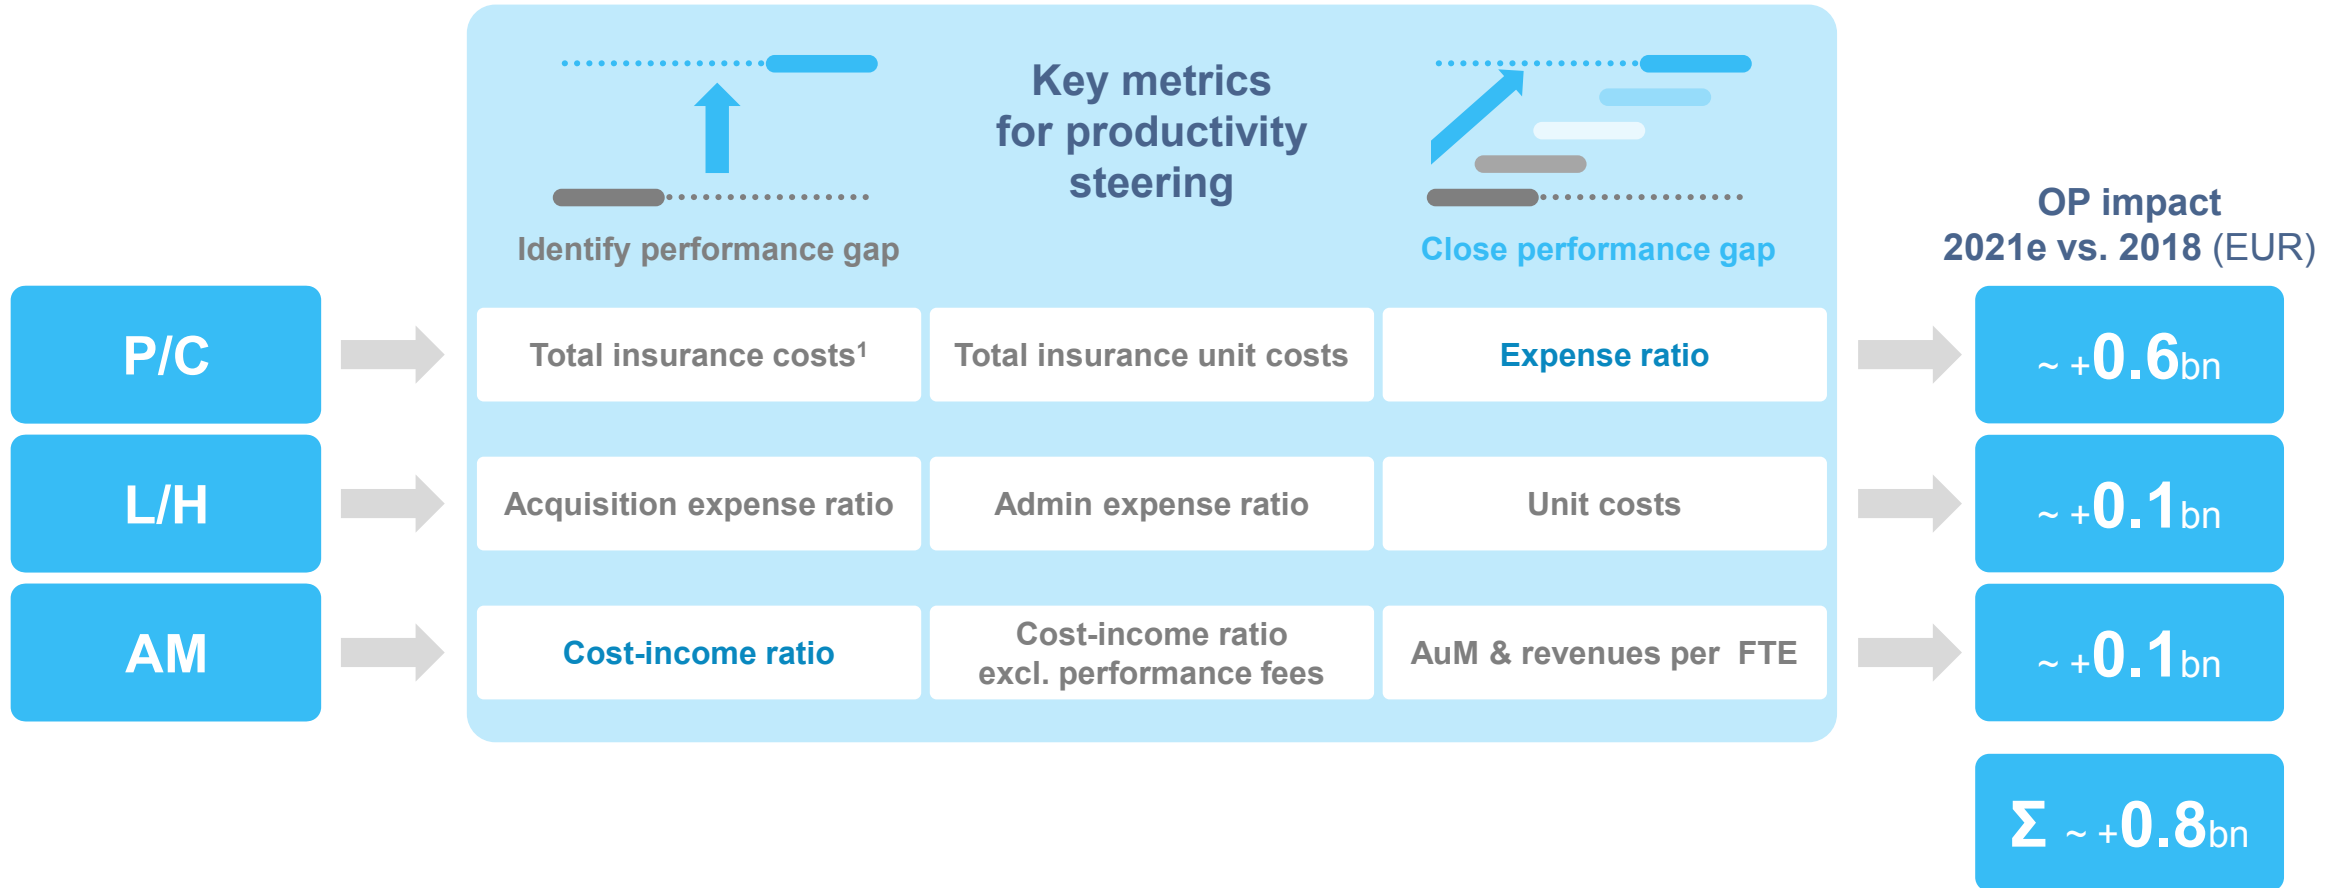 Key metrics
for productivity
steering
Identify performance gap
Close performance gap
OP impact
2021e vs. 2018 (EUR)
P/C
Total insurance costs¹
Total insurance unit costs
Expense ratio
~ +0.6bn
L/H
Acquisition expense ratio
Admin expense ratio
Unit costs
~ +0.1bn
AM
Cost-income ratio
Cost-income ratio
excl. performance fees
AuM & revenues per FTE
~ +0.1bn
Σ ~ +0.8bn